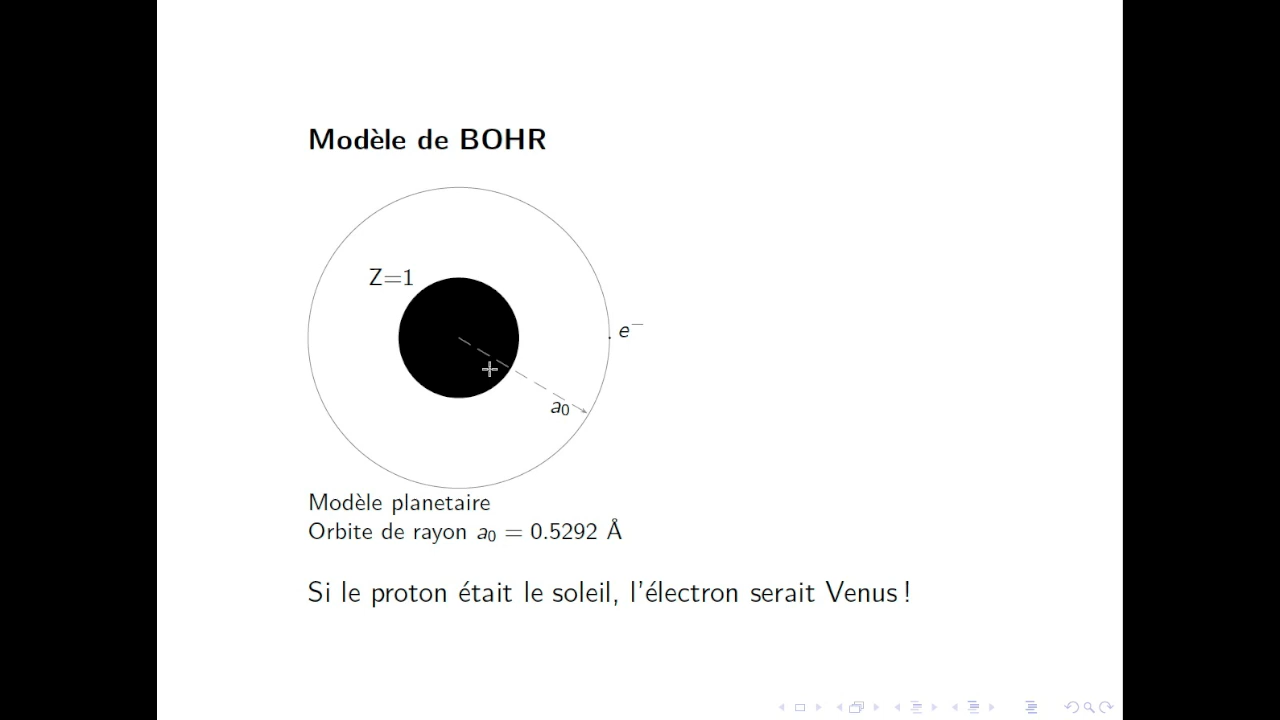 Modèle de BOHR
Z=1
e⁻
a₀
Modèle planetaire
Orbite de rayon a₀ = 0.5292 Å
Si le proton était le soleil, l'électron serait Venus !